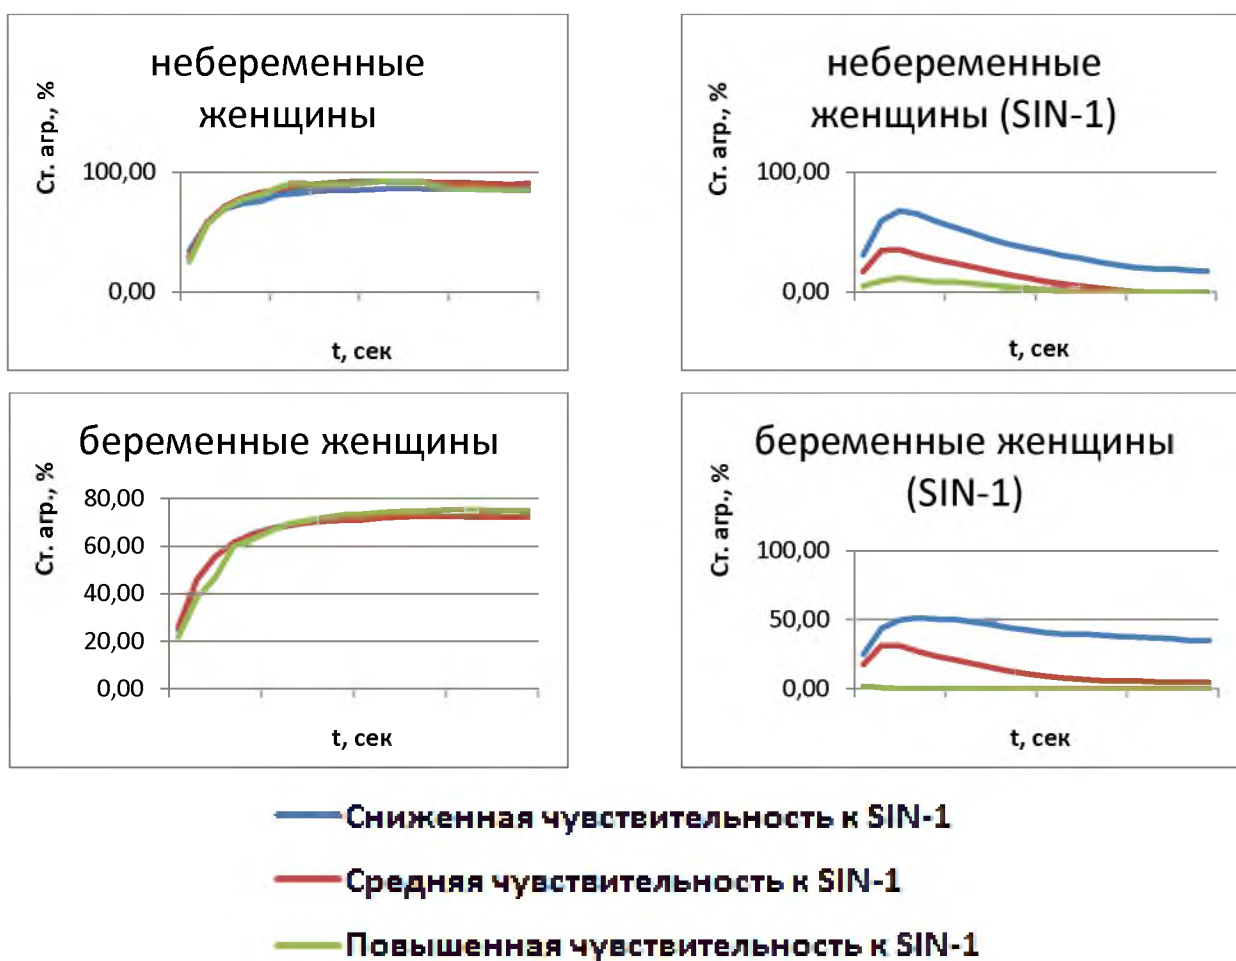 небеременные
женщины
Ст. агр., %
100,00
0,00
t, сек
небеременные
женщины (SIN-1)
Ст. агр., %
100,00
0,00
t, сек
беременные женщины
Ст. агр., %
80,00
60,00
40,00
20,00
0,00
t, сек
беременные женщины
(SIN-1)
Ст. агр., %
100,00
50,00
0,00
t, сек
Сниженная чувствительность к SIN-1
Средняя чувствительность к SIN-1
Повышенная чувствительность к SIN-1